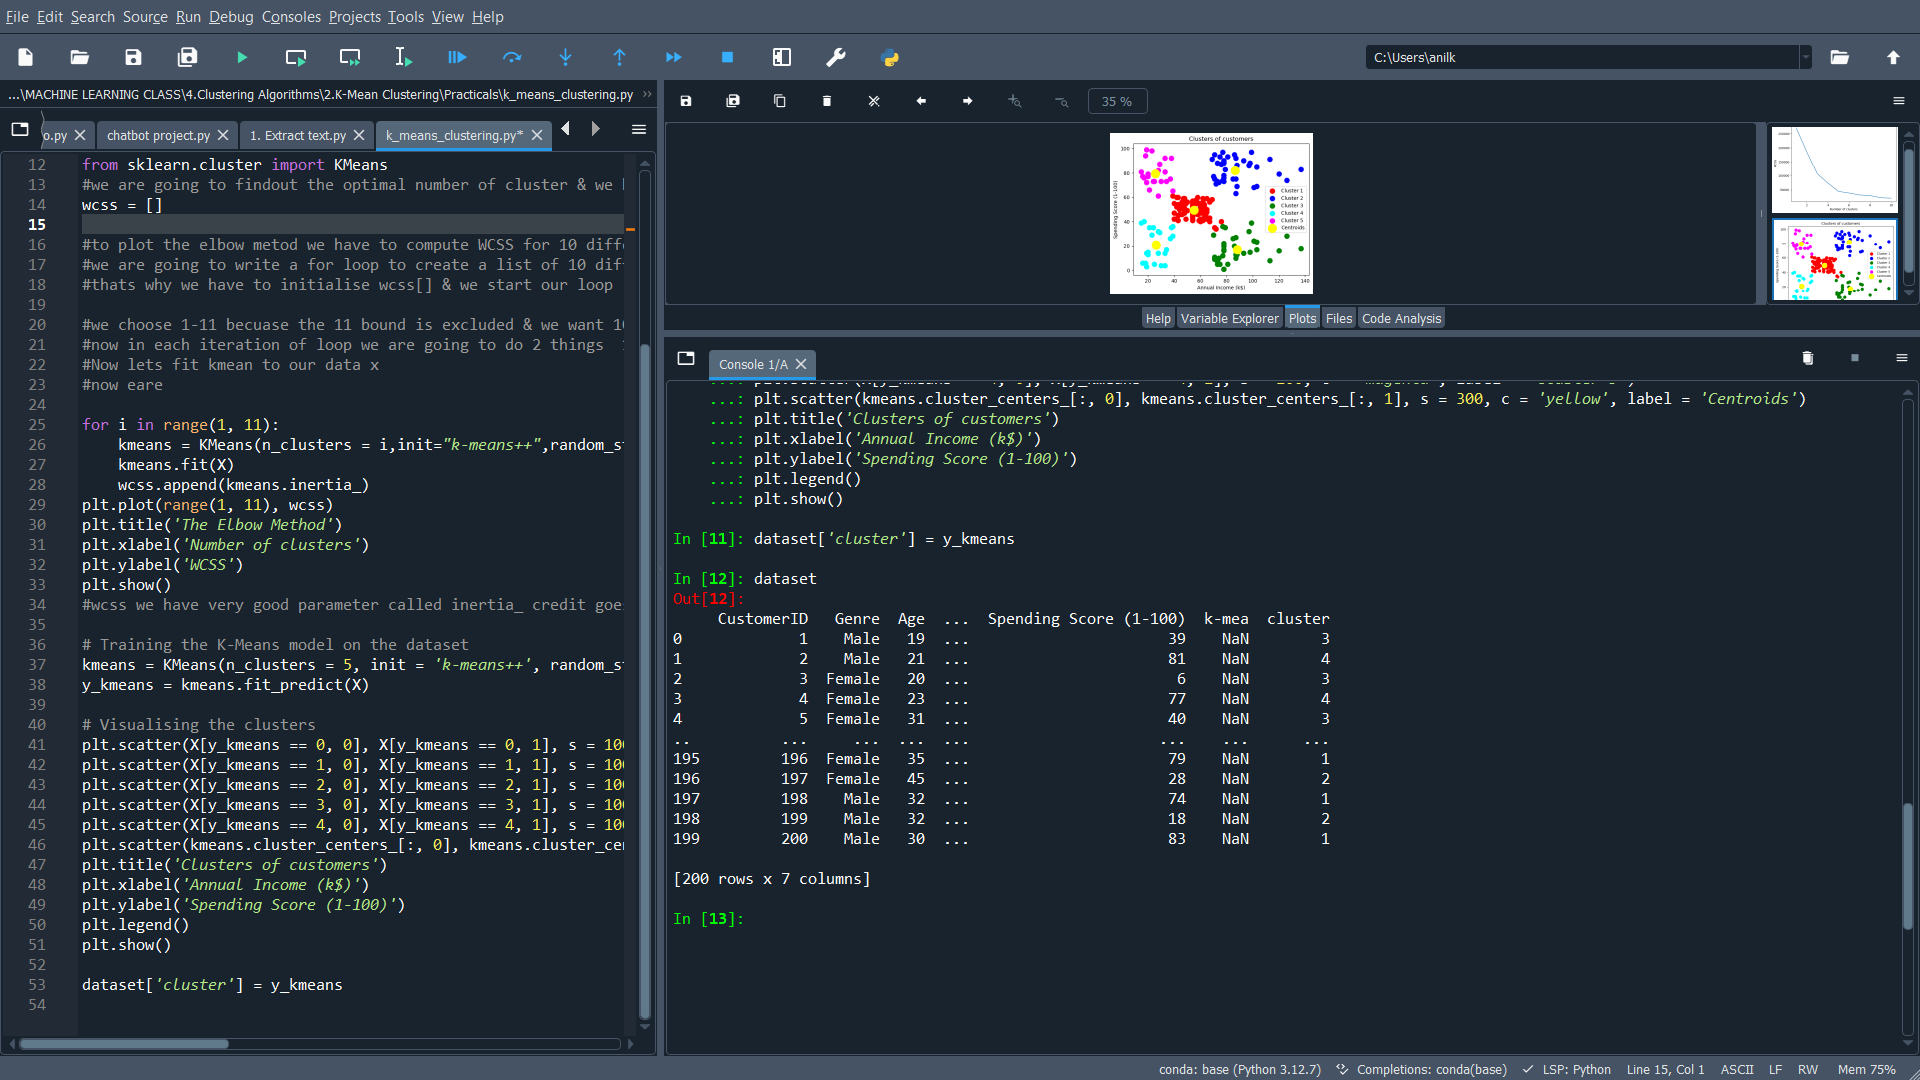 File Edit Search Source Run Debug Consoles Projects Tools View Help
C:\Users\anilk
...\MACHINE LEARNING CLASS\4.Clustering Algorithms\2.K-Mean Clustering\Practicals\k_means_clustering.py
o.py chatbot project.py 1. Extract text.py k_means_clustering.py*
12 from sklearn.cluster import KMeans
13 #we are going to findout the optimal number of cluster & we
14 wcss = []
15
16 #to plot the elbow metod we have to compute WCSS for 10 diffe
17 #we are going to write a for loop to create a list of 10 dif
18 #thats why we have to initialise wcss[] & we start our loop
19
20 #we choose 1-11 becuase the 11 bound is excluded & we want 1
21 #now in each iteration of loop we are going to do 2 things
22 #Now lets fit kmean to our data x
23 #now eare
24
25 for i in range(1, 11):
26 kmeans = KMeans(n_clusters = i,init="k-means++",random_st
27 kmeans.fit(X)
28 wcss.append(kmeans.inertia_)
29 plt.plot(range(1, 11), wcss)
30 plt.title('The Elbow Method')
31 plt.xlabel('Number of clusters')
32 plt.ylabel('WCSS')
33 plt.show()
34 #wcss we have very good parameter called inertia_ credit goe
35
36 # Training the K-Means model on the dataset
37 kmeans = KMeans(n_clusters = 5, init = 'k-means++', random_st
38 y_kmeans = kmeans.fit_predict(X)
39
40 # Visualising the clusters
41 plt.scatter(X[y_kmeans == 0, 0], X[y_kmeans == 0, 1], s = 100
42 plt.scatter(X[y_kmeans == 1, 0], X[y_kmeans == 1, 1], s = 100
43 plt.scatter(X[y_kmeans == 2, 0], X[y_kmeans == 2, 1], s = 100
44 plt.scatter(X[y_kmeans == 3, 0], X[y_kmeans == 3, 1], s = 100
45 plt.scatter(X[y_kmeans == 4, 0], X[y_kmeans == 4, 1], s = 100
46 plt.scatter(kmeans.cluster_centers_[:, 0], kmeans.cluster_cen
47 plt.title('Clusters of customers')
48 plt.xlabel('Annual Income (k$)')
49 plt.ylabel('Spending Score (1-100)')
50 plt.legend()
51 plt.show()
52
53 dataset['cluster'] = y_kmeans
54
35 %
Clusters of customers
Spending Score (1-100)
100
80
60
40
20
0
Cluster 1
Cluster 2
Cluster 3
Cluster 4
Cluster 5
Centroids
20 40 60 80 100 120 140
Annual Income (k$)
Help Variable Explorer Plots Files Code Analysis
Console 1/A
...: plt.scatter(kmeans.cluster_centers_[:, 0], kmeans.cluster_centers_[:, 1], s = 300, c = 'yellow', label = 'Centroids')
...: plt.title('Clusters of customers')
...: plt.xlabel('Annual Income (k$)')
...: plt.ylabel('Spending Score (1-100)')
...: plt.legend()
...: plt.show()
In [11]: dataset['cluster'] = y_kmeans
In [12]: dataset
Out[12]:
CustomerID Genre Age ... Spending Score (1-100) k-mea cluster
0 1 Male 19 ... 39 NaN 3
1 2 Male 21 ... 81 NaN 4
2 3 Female 20 ... 6 NaN 3
3 4 Female 23 ... 77 NaN 4
4 5 Female 31 ... 40 NaN 3
.. ... ... ... ... ... ... ...
195 196 Female 35 ... 79 NaN 1
196 197 Female 45 ... 28 NaN 2
197 198 Male 32 ... 74 NaN 1
198 199 Male 32 ... 18 NaN 2
199 200 Male 30 ... 83 NaN 1
[200 rows x 7 columns]
In [13]:
conda: base (Python 3.12.7) Completions: conda(base) LSP: Python Line 15, Col 1 ASCII LF RW Mem 75%